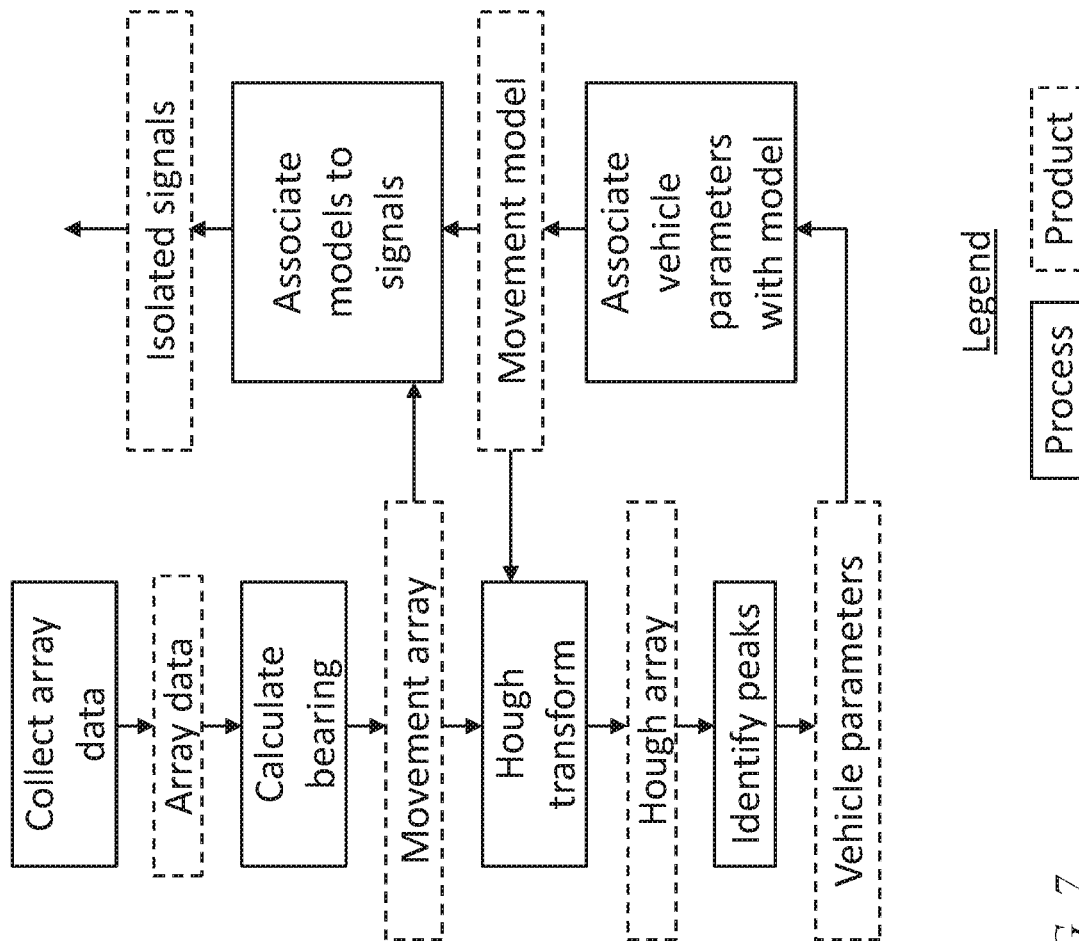 Collect array
data
Array data
Calculate
bearing
Movement array
Hough
transform
Hough array
Identify peaks
Vehicle parameters
Isolated signals
Associate
models to
signals
Movement model
Associate
vehicle
parameters
with model
Legend
Process
Product
7